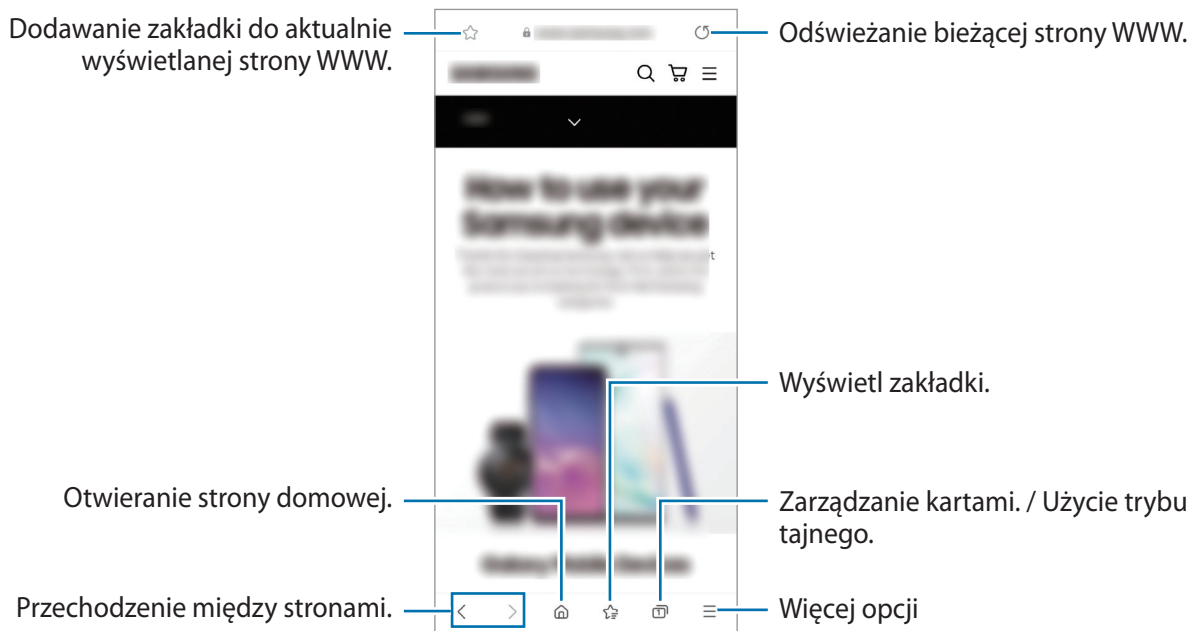 Dodawanie zakładki do aktualnie
wyświetlanej strony WWW.
Odświeżanie bieżącej strony WWW.
How to use your
Samsung device
Wyświetl zakładki.
Otwieranie strony domowej.
Zarządzanie kartami. / Użycie trybu
tajnego.
Przechodzenie między stronami.
Więcej opcji